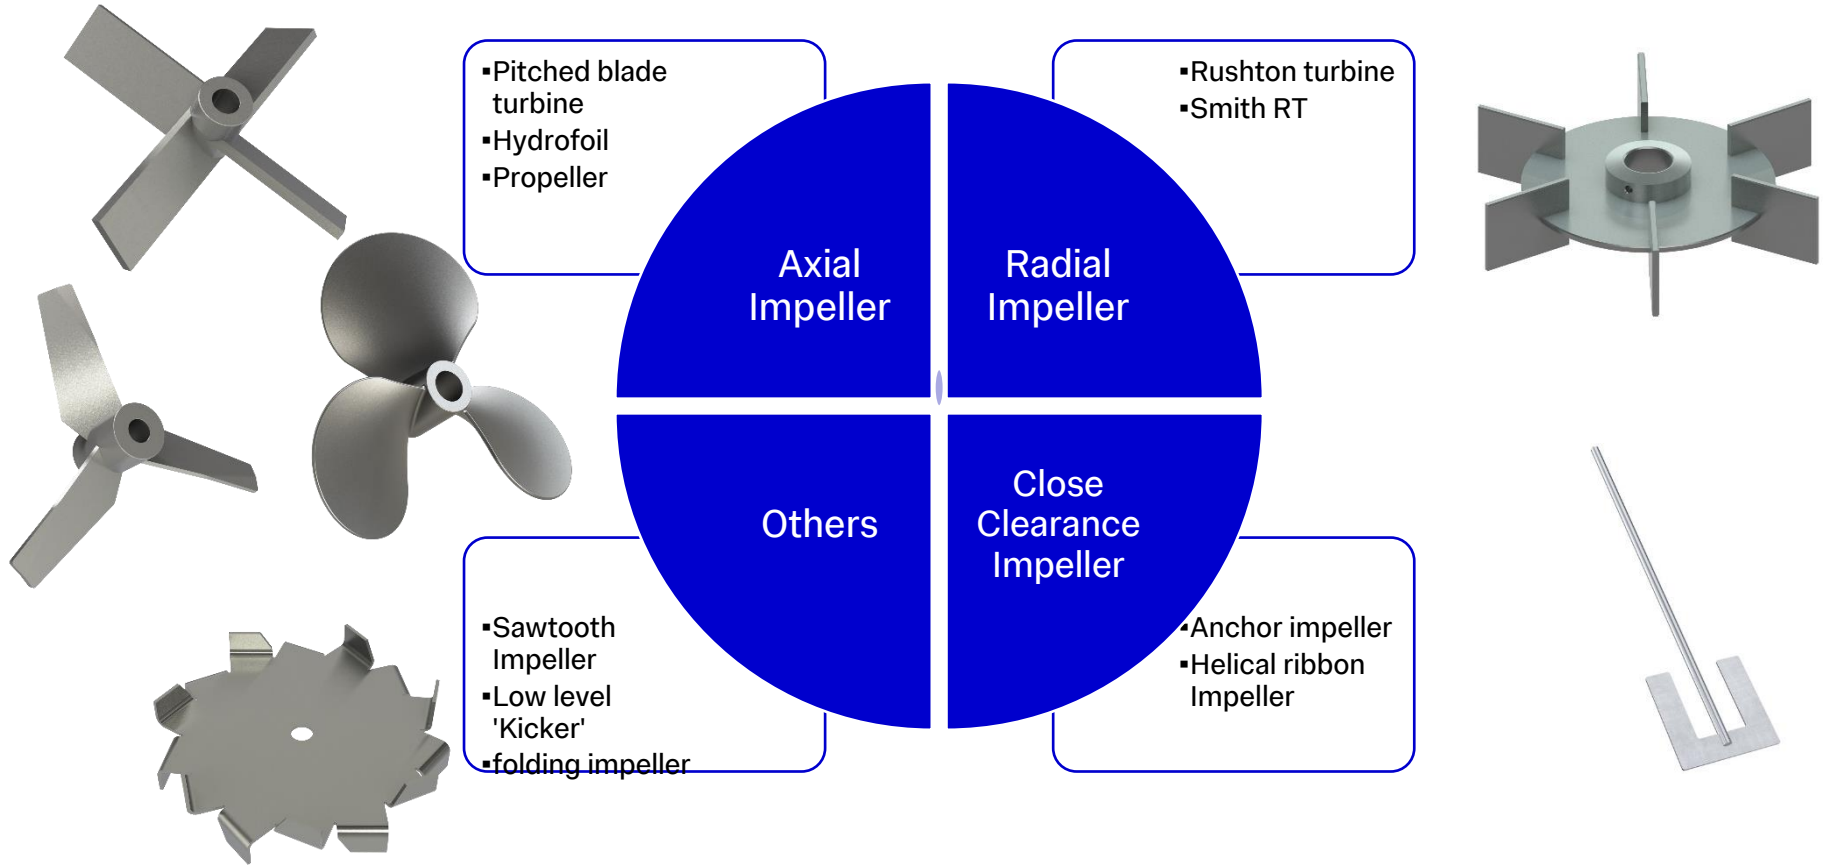 ▪Pitched blade
turbine
▪Hydrofoil
▪Propeller
▪Rushton turbine
▪Smith RT
Axial
Impeller
Radial
Impeller
Others
Close
Clearance
Impeller
▪Sawtooth
Impeller
▪Low level
'Kicker'
▪folding impeller
▪Anchor impeller
▪Helical ribbon
Impeller